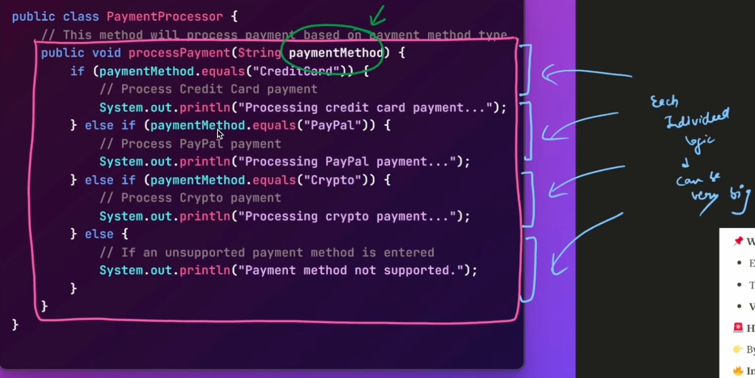 public class PaymentProcessor {
// This method will process payment based on payment method type
public void processPayment(String paymentMethod) {
if (paymentMethod.equals("CreditCard")) {
// Process Credit Card payment
System.out.println("Processing credit card payment...");
} else if (paymentMethod.equals("PayPal")) {
// Process PayPal payment
System.out.println("Processing PayPal payment...");
} else if (paymentMethod.equals("Crypto")) {
// Process Crypto payment
System.out.println("Processing crypto payment...");
} else {
// If an unsupported payment method is entered
System.out.println("Payment method not supported.");
}
}
}
Each
Individual
logic
can be
very big
W
E
T
V
H
By
In